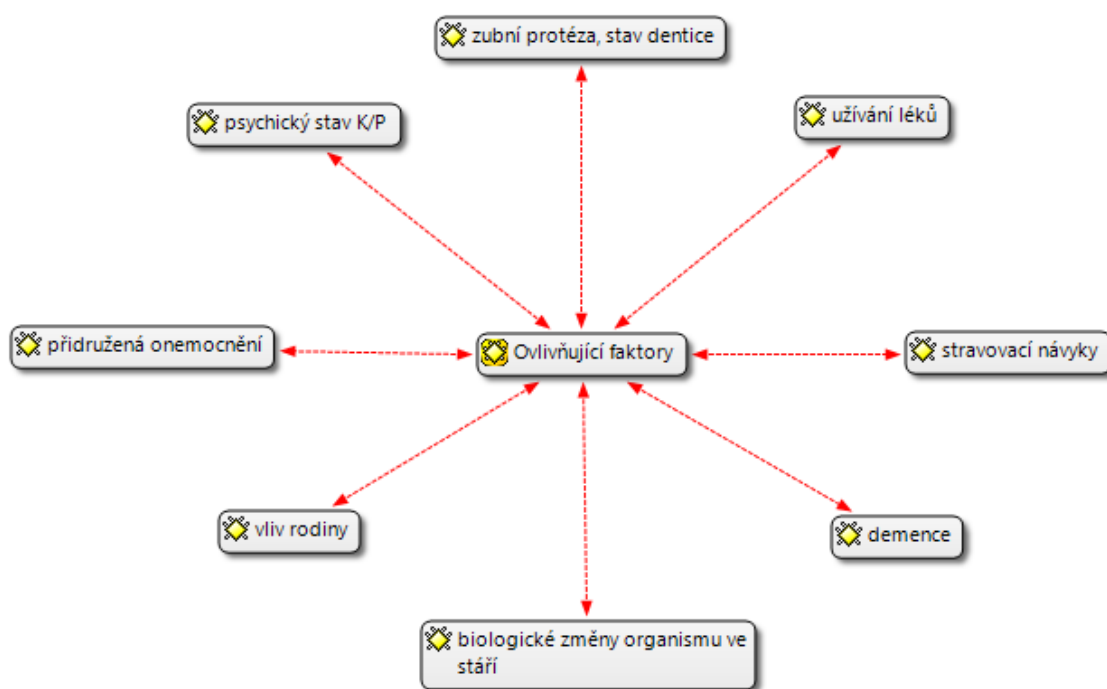 zubní protéza, stav dentice
psychický stav K/P
užívání léků
přidružená onemocnění
Ovlivňující faktory
stravovací návyky
vliv rodiny
demence
biologické změny organismu ve
stáří